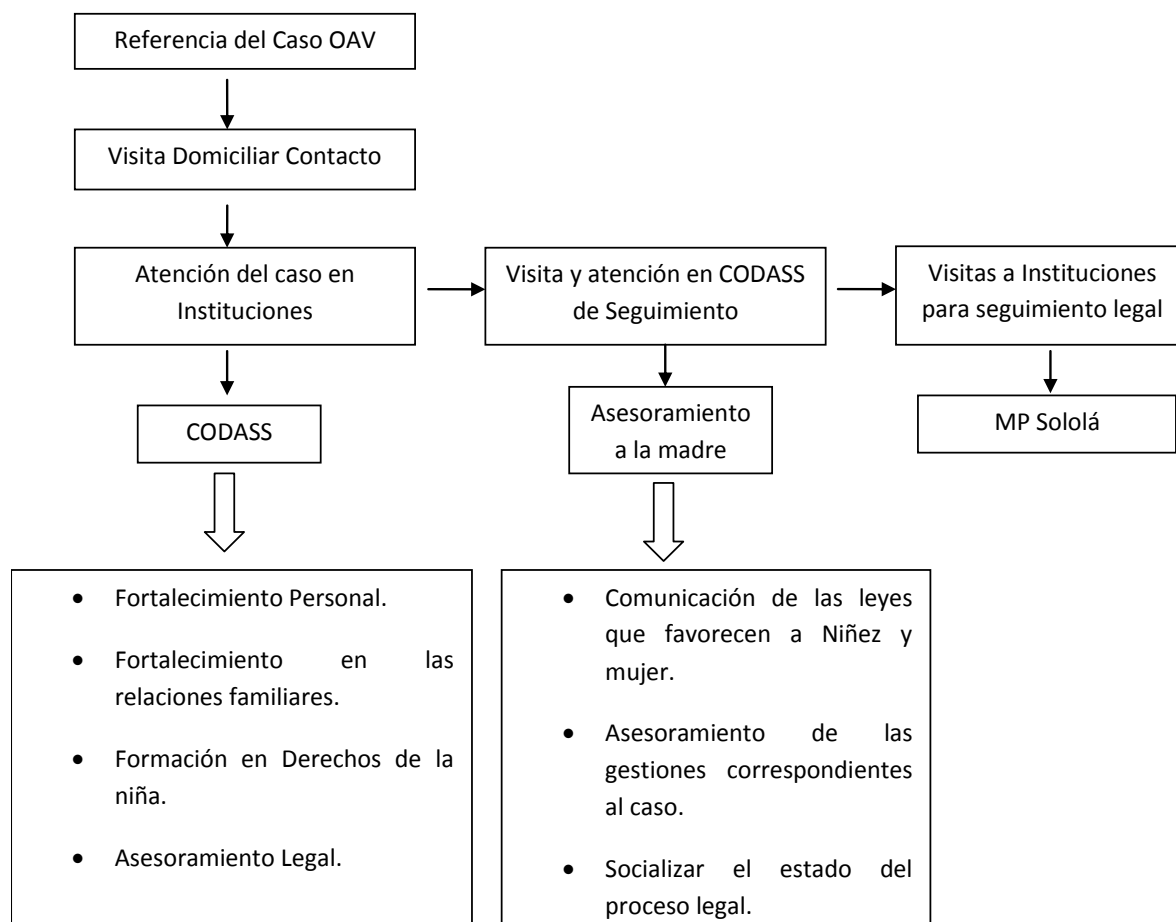 Referencia del Caso OAV
Visita Domiciliar Contacto
Atención del caso en
Instituciones
Visita y atención en CODASS
de Seguimiento
Visitas a Instituciones
para seguimiento legal
CODASS
Asesoramiento
a la madre
MP Sololá
• Fortalecimiento Personal.
• Fortalecimiento en las
relaciones familiares.
• Formación en Derechos de la
niña.
• Asesoramiento Legal.
• Comunicación de las leyes
que favorecen a Niñez y
mujer.
• Asesoramiento de las
gestiones correspondientes
al caso.
• Socializar el estado del
proceso legal.